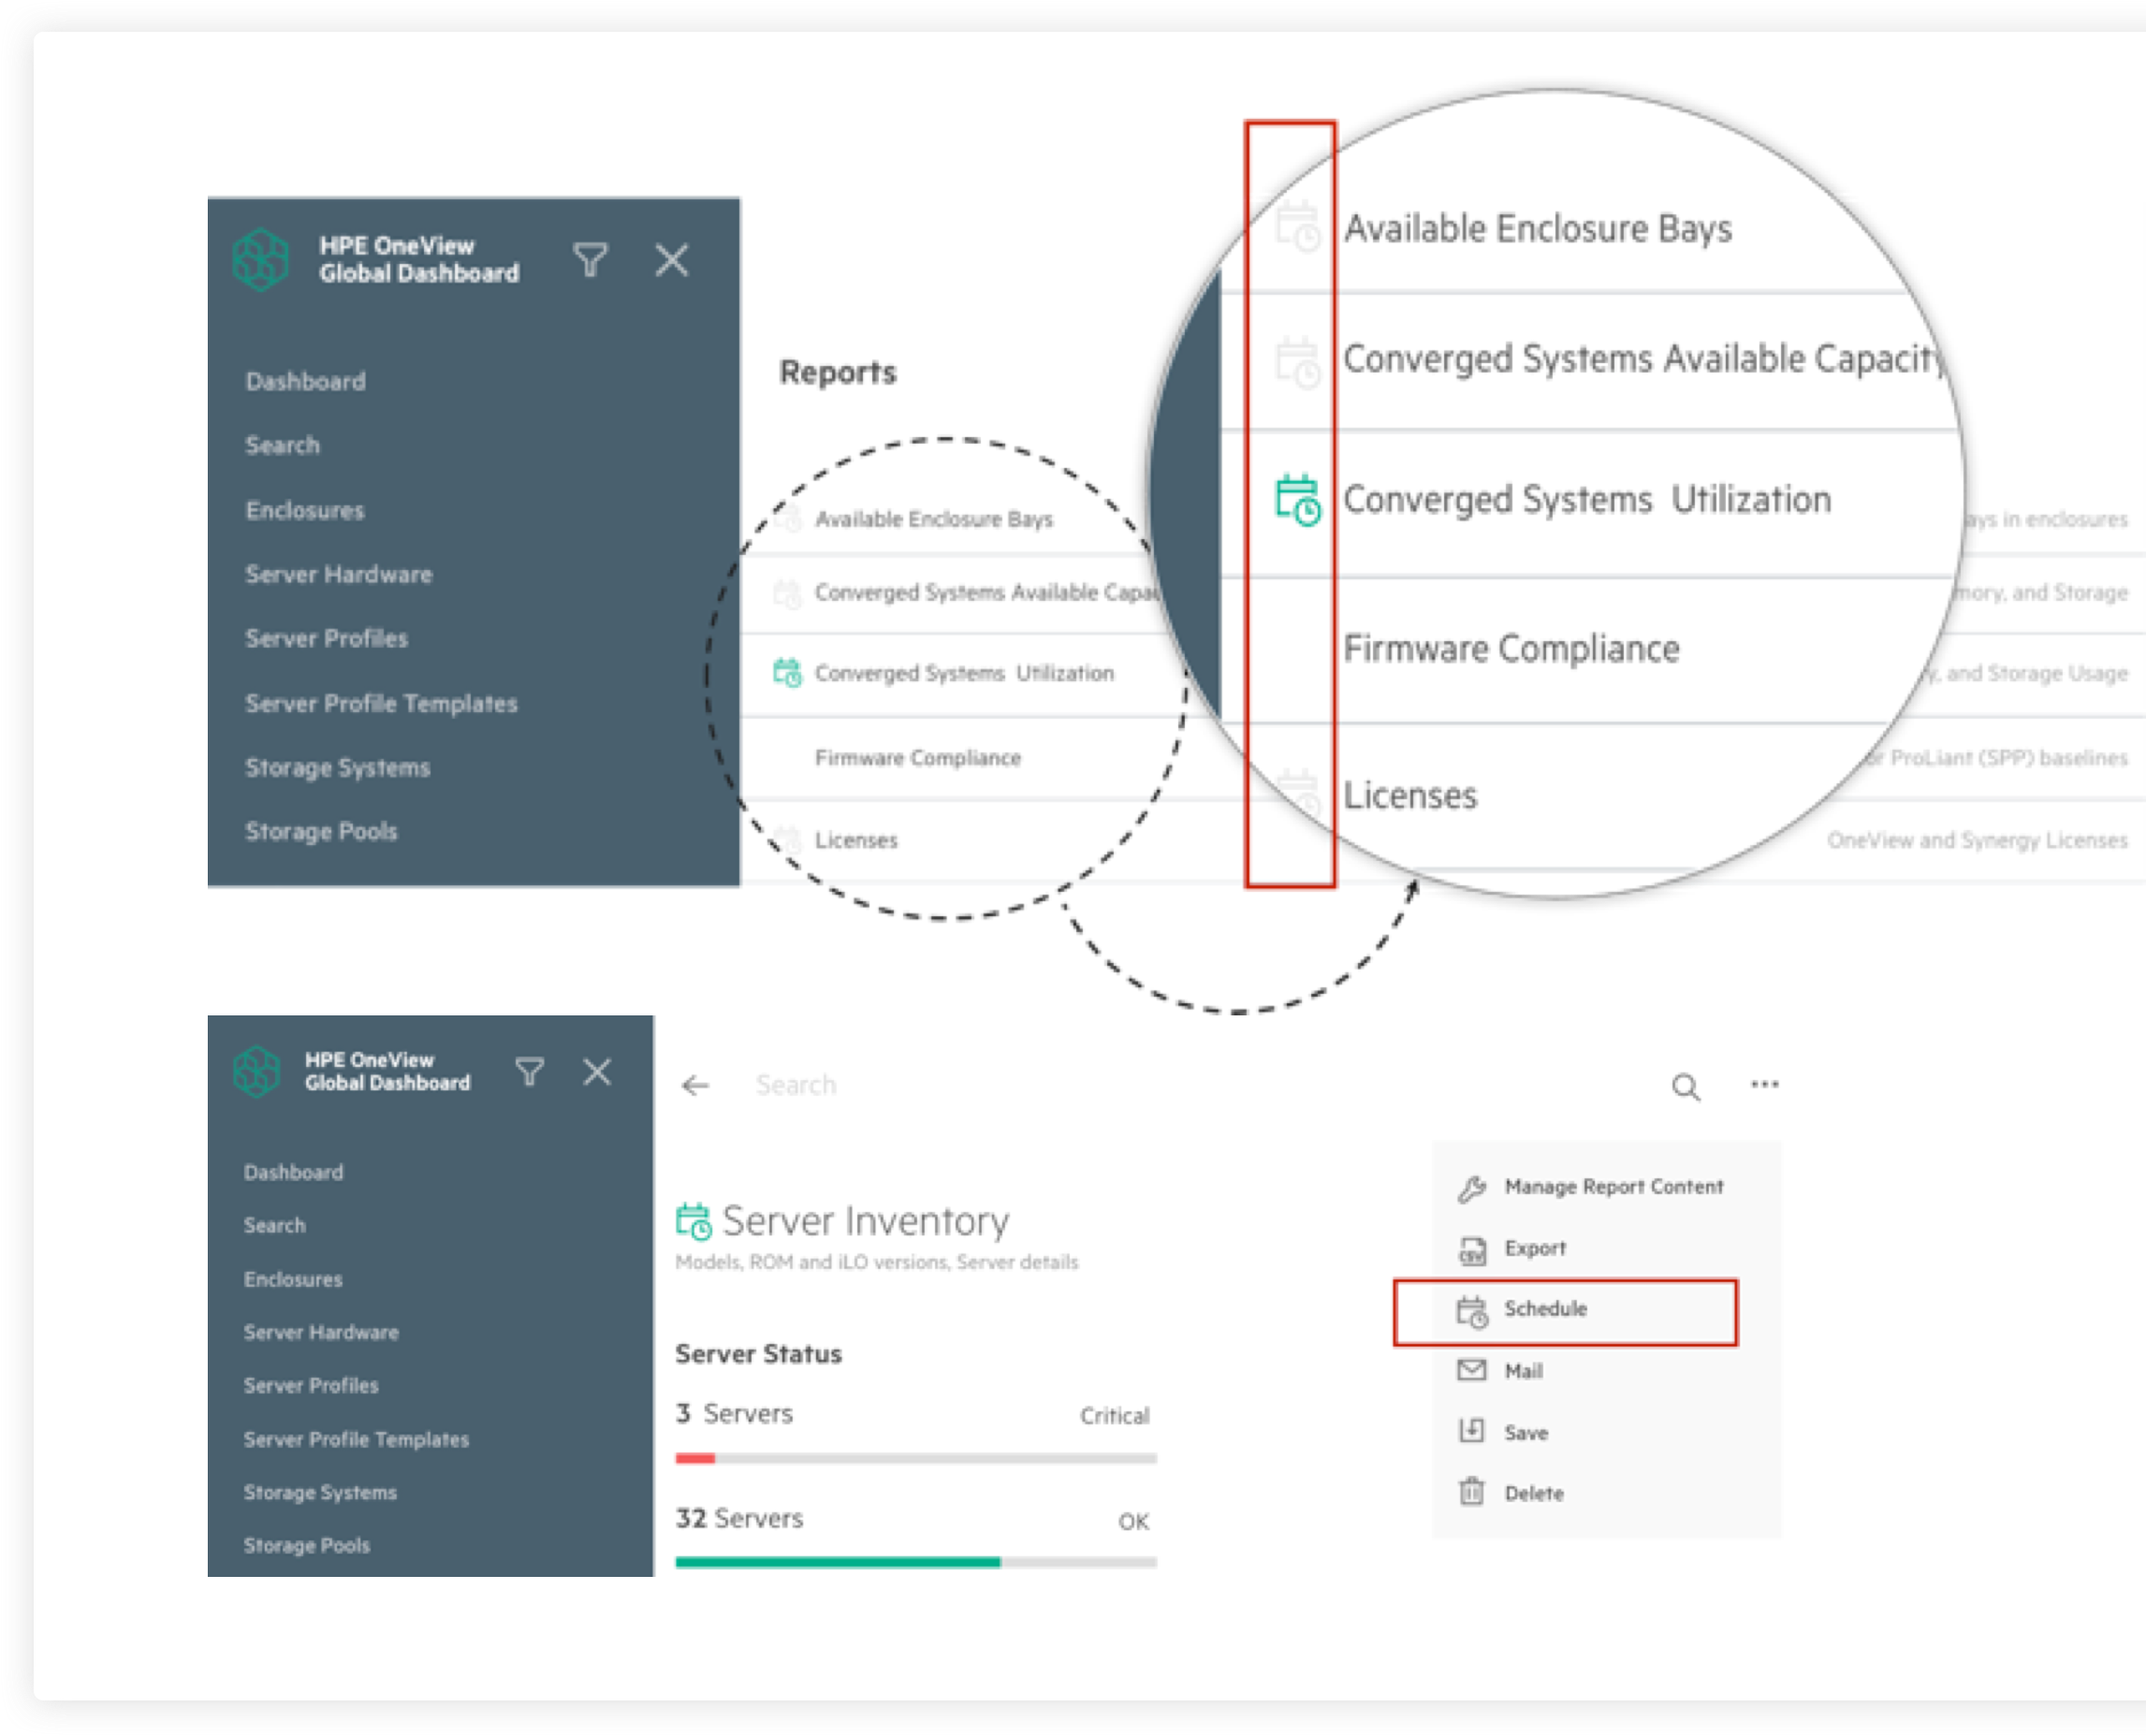 HPE OneView
Global Dashboard
Dashboard
Search
Enclosures
Server Hardware
Server Profiles
Server Profile Templates
Storage Systems
Storage Pools
Reports
Available Enclosure Bays
Converged Systems Available Capac
Converged Systems Utilization
Firmware Compliance
Licenses
Available Enclosure Bays
Converged Systems Available Capacity
Converged Systems Utilization
Firmware Compliance
Licenses
ays in enclosures
mory, and Storage
y, and Storage Usage
or ProLiant (SPP) baselines
OneView and Synergy Licenses
HPE OneView
Global Dashboard
Dashboard
Search
Enclosures
Server Hardware
Server Profiles
Server Profile Templates
Storage Systems
Storage Pools
Search
Server Inventory
Models, ROM and iLO versions, Server details
Server Status
3 Servers Critical
32 Servers OK
Manage Report Content
CSV Export
Schedule
Mail
Save
Delete